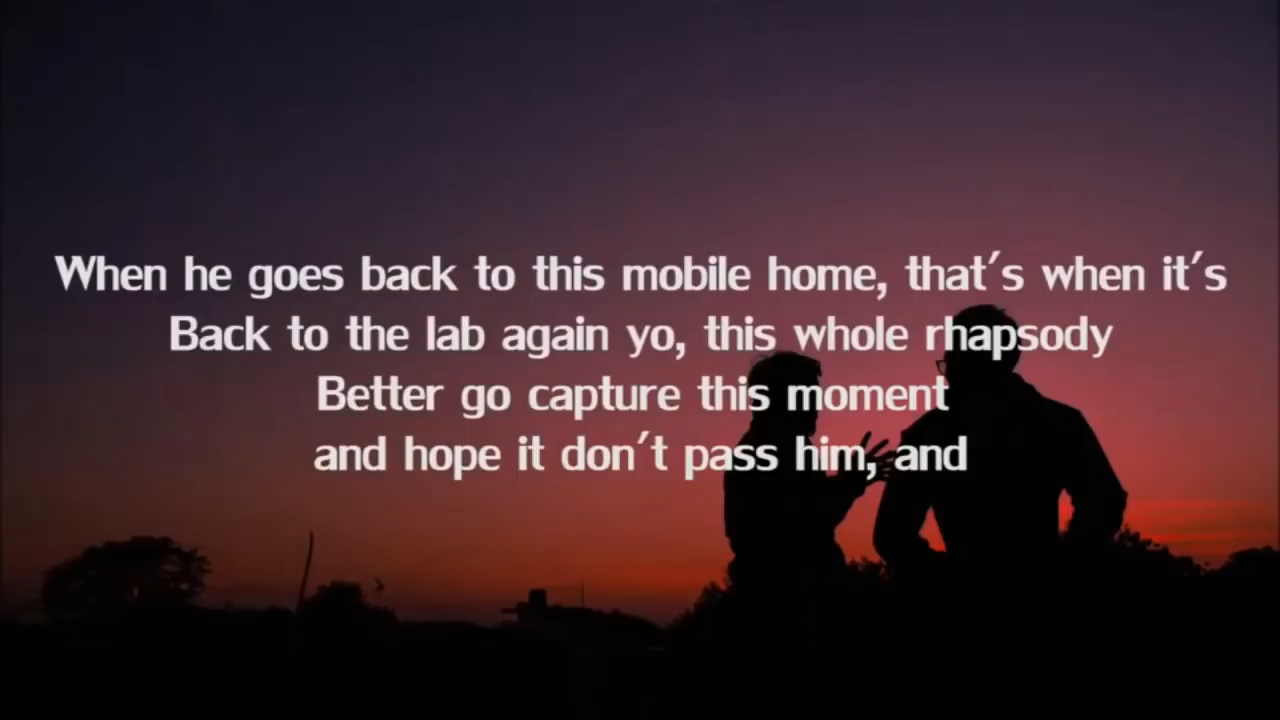 When he goes back to this mobile home, that's when it's
Back to the lab again yo, this whole rhapsody
Better go capture this moment
and hope it don't pass him, and